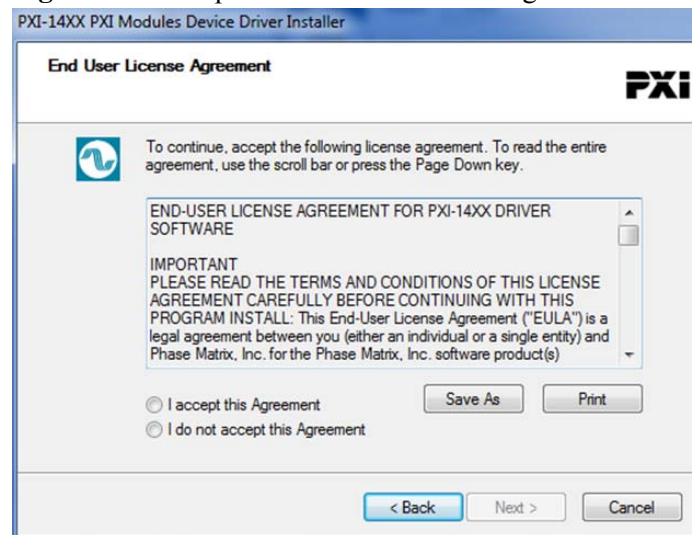 PXI-14XX PXI Modules Device Driver Installer
End User License Agreement
PXI
To continue, accept the following license agreement. To read the entire
agreement, use the scroll bar or press the Page Down key.
END-USER LICENSE AGREEMENT FOR PXI-14XX DRIVER
SOFTWARE
IMPORTANT
PLEASE READ THE TERMS AND CONDITIONS OF THIS LICENSE
AGREEMENT CAREFULLY BEFORE CONTINUING WITH THIS
PROGRAM INSTALL: This End-User License Agreement ("EULA") is a
legal agreement between you (either an individual or a single entity) and
Phase Matrix, Inc. for the Phase Matrix, Inc. software product(s)
I accept this Agreement
Save As
Print
I do not accept this Agreement
< Back
Next >
Cancel